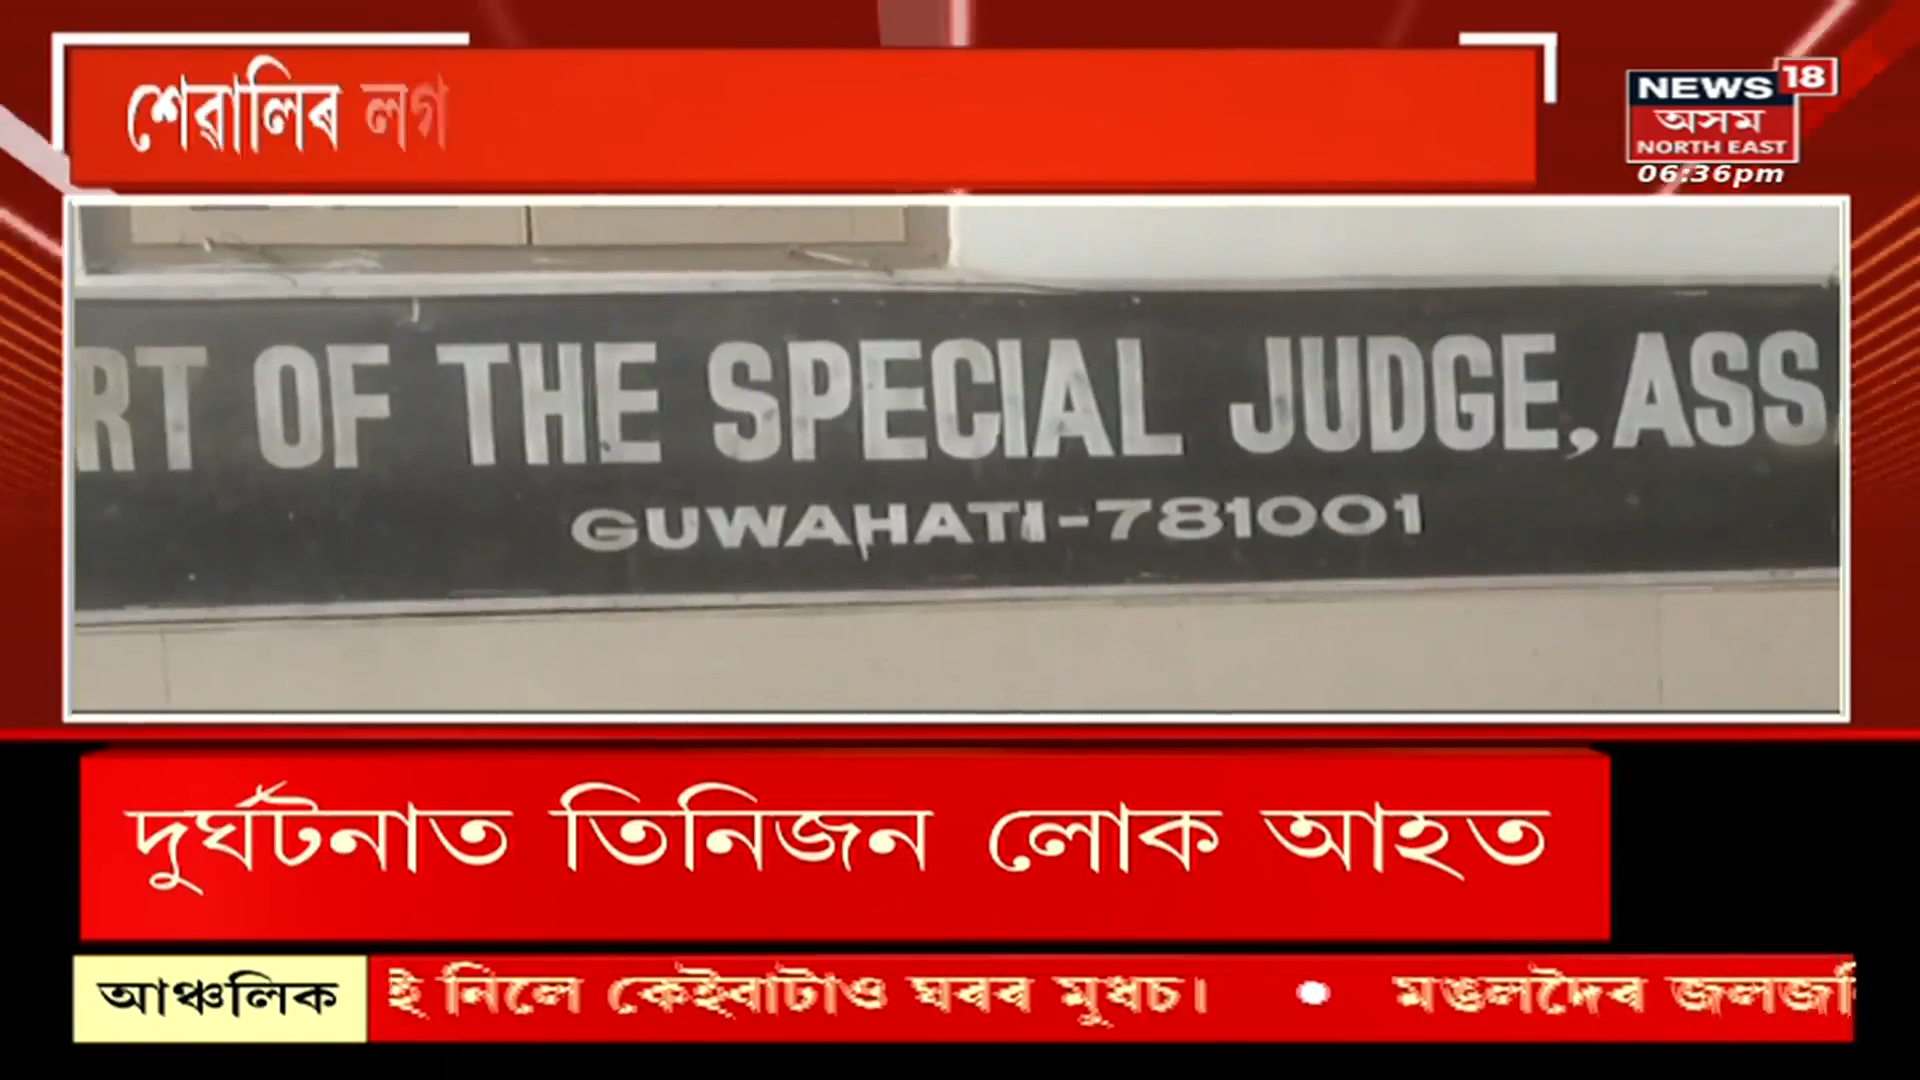 শেৱালিৰ লগ
NEWS 18
অসম
NORTH EAST
06:36pm
RT OF THE SPECIAL JUDGE, ASS
GUWAHATI-781001
দুৰ্ঘটনাত তিনিজন লোক আহত
আঞ্চলিক
ই নিলে কেইবাটাও ঘৰৰ মুধচ। • মঙলদৈৰ জলজী